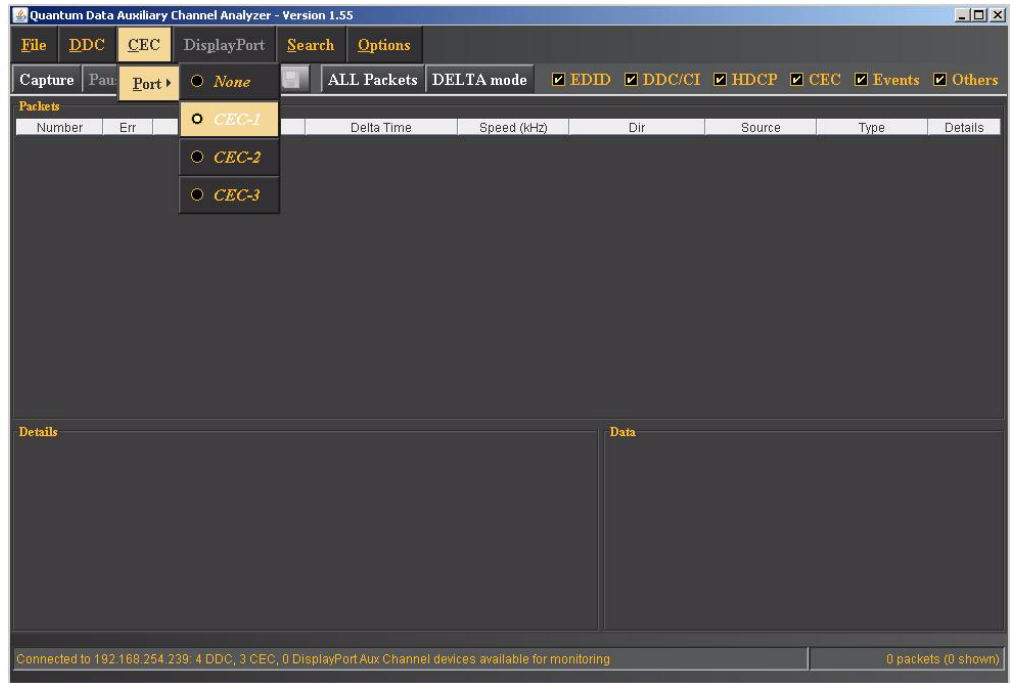 Quantum Data Auxiliary Channel Analyzer - Version 1.55
File DDC CEC DisplayPort Search Options
Capture Pau Port None ALL Packets DELTA mode EDID DDC/CI HDCP CEC Events Others
Packets
Number Err CEC-1 Delta Time Speed (kHz) Dir Source Type Details
CEC-2
CEC-3
Details Data
Connected to 192.168.254.239: 4 DDC, 3 CEC, 0 DisplayPort Aux Channel devices available for monitoring 0 packets (0 shown)